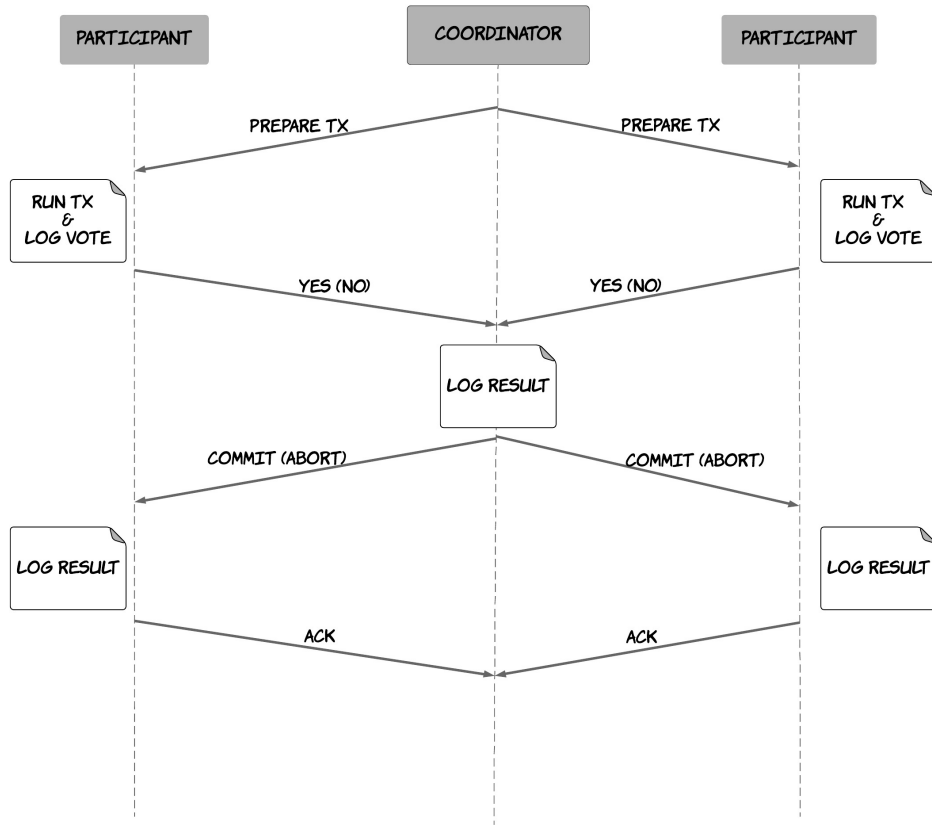 PARTICIPANT
COORDINATOR
PARTICIPANT
PREPARE TX
PREPARE TX
RUN TX
&
LOG VOTE
RUN TX
&
LOG VOTE
YES (NO)
YES (NO)
LOG RESULT
COMMIT (ABORT)
COMMIT (ABORT)
LOG RESULT
LOG RESULT
ACK
ACK